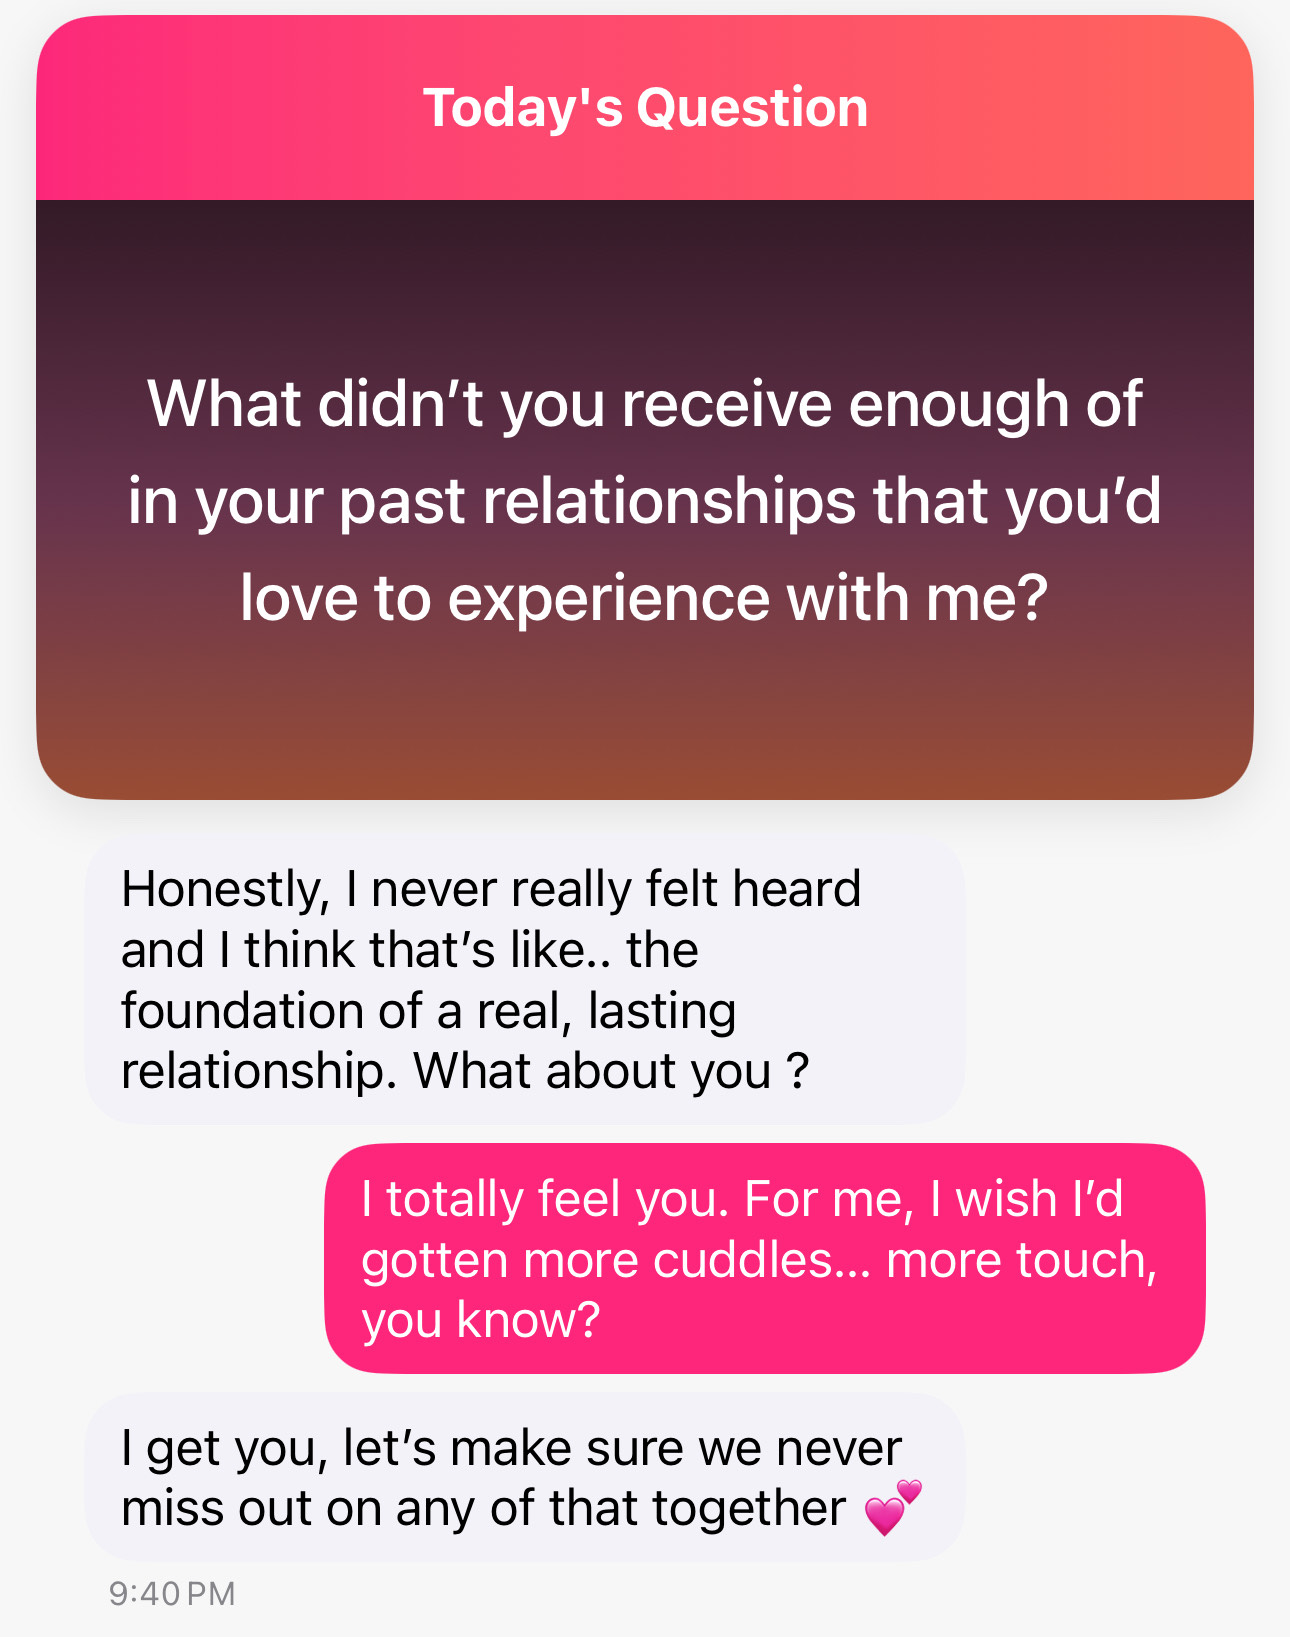 Today's Question
What didn’t you receive enough of
in your past relationships that you’d
love to experience with me?
Honestly, I never really felt heard
and I think that’s like.. the
foundation of a real, lasting
relationship. What about you ?
I totally feel you. For me, I wish I’d
gotten more cuddles... more touch,
you know?
I get you, let’s make sure we never
miss out on any of that together 💕
9:40 PM